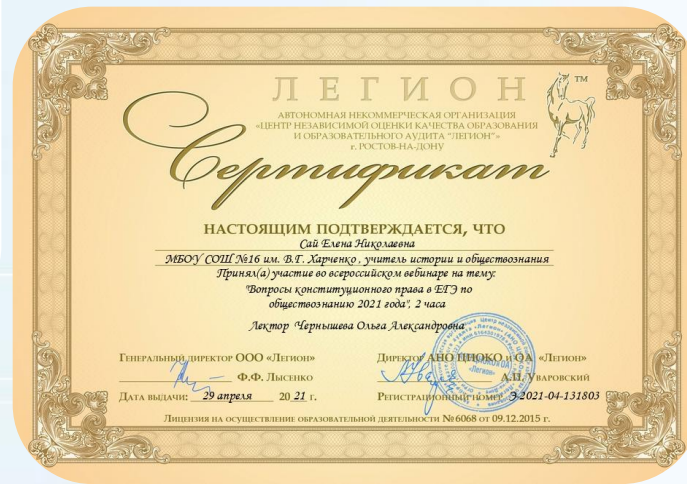 ЛЕГИОН
TM
АВТОНОМНАЯ НЕКОММЕРЧЕСКАЯ ОРГАНИЗАЦИЯ
«ЦЕНТР НЕЗАВИСИМОЙ ОЦЕНКИ КАЧЕСТВА ОБРАЗОВАНИЯ
И ОБРАЗОВАТЕЛЬНОГО АУДИТА "ЛЕГИОН"»
г. РОСТОВ-НА-ДОНУ
Сертификат
НАСТОЯЩИМ ПОДТВЕРЖДАЕТСЯ, ЧТО
Сай Елена Николаевна
МБОУ СОШ №16 им. В.Г. Харченко, учитель истории и обществознания
Принял(а) участие во всероссийском вебинаре на тему:
"Вопросы конституционного права в ЕГЭ по
обществознанию 2021 года", 2 часа
Лектор Чернышева Ольга Александровна
Генеральный директор ООО «Легион»
Ф.Ф. Лысенко
Директор АНО ЦНОКО и ОА «Легион»
А.П. Уваровский
Дата выдачи: 29 апреля 20 21 г.
Регистрационный номер Э-2021-04-131803
Лицензия на осуществление образовательной деятельности №6068 от 09.12.2015 г.